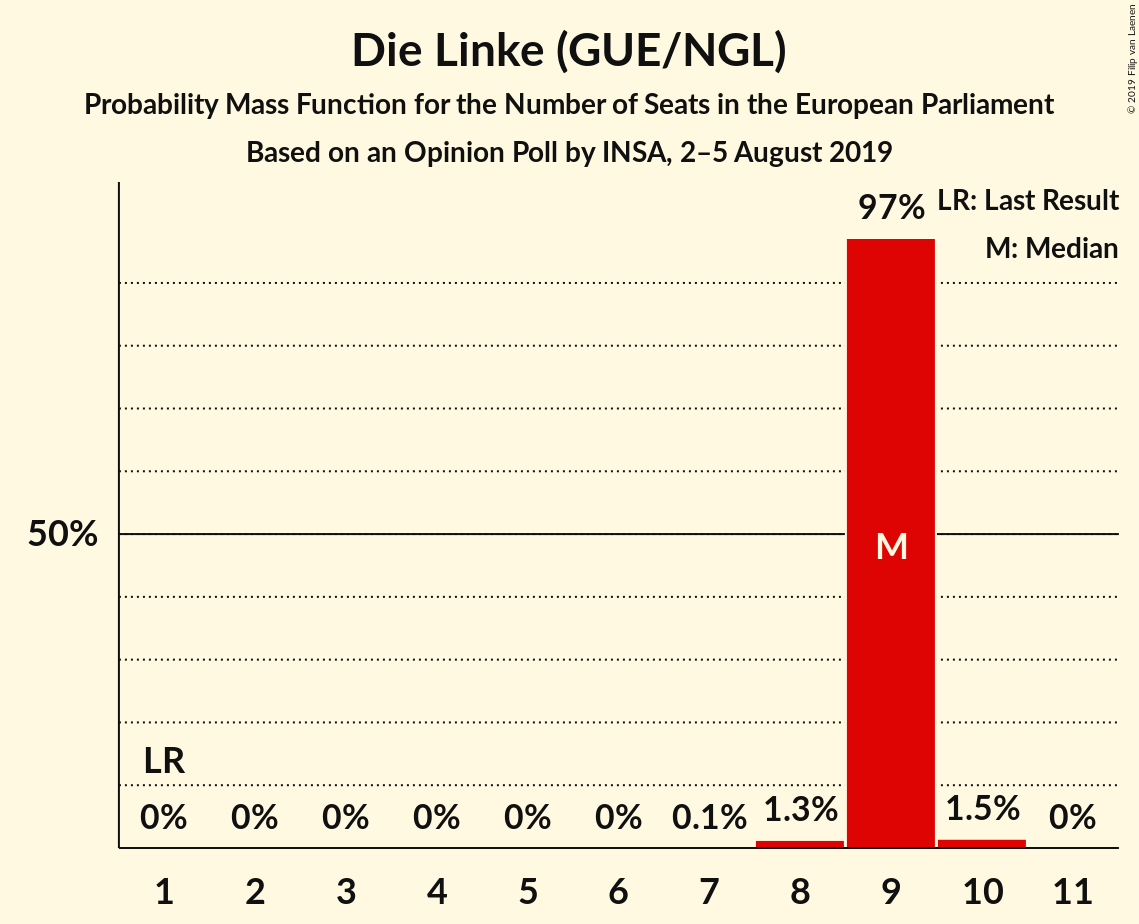 Die Linke (GUE/NGL)
Probability Mass Function for the Number of Seats in the European Parliament
Based on an Opinion Poll by INSA, 2–5 August 2019
© 2019 Filip van Laenen
LR: Last Result
M: Median
97%
50%
M
LR
0% 0% 0% 0% 0% 0% 0.1% 1.3% 1.5% 0%
1 2 3 4 5 6 7 8 9 10 11